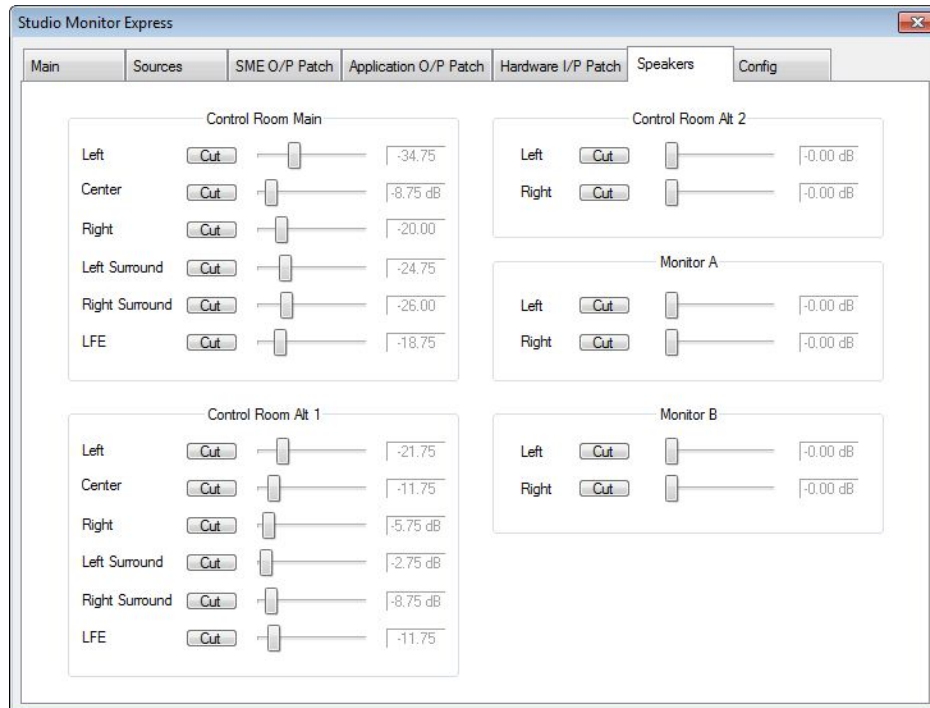 Studio Monitor Express
Main Sources SME O/P Patch Application O/P Patch Hardware I/P Patch Speakers Config
Control Room Main
Left Cut -34.75
Center Cut -8.75 dB
Right Cut -20.00
Left Surround Cut -24.75
Right Surround Cut -26.00
LFE Cut -18.75
Control Room Alt 1
Left Cut -21.75
Center Cut -11.75
Right Cut -5.75 dB
Left Surround Cut -2.75 dB
Right Surround Cut -8.75 dB
LFE Cut -11.75
Control Room Alt 2
Left Cut -0.00 dB
Right Cut -0.00 dB
Monitor A
Left Cut -0.00 dB
Right Cut -0.00 dB
Monitor B
Left Cut -0.00 dB
Right Cut -0.00 dB